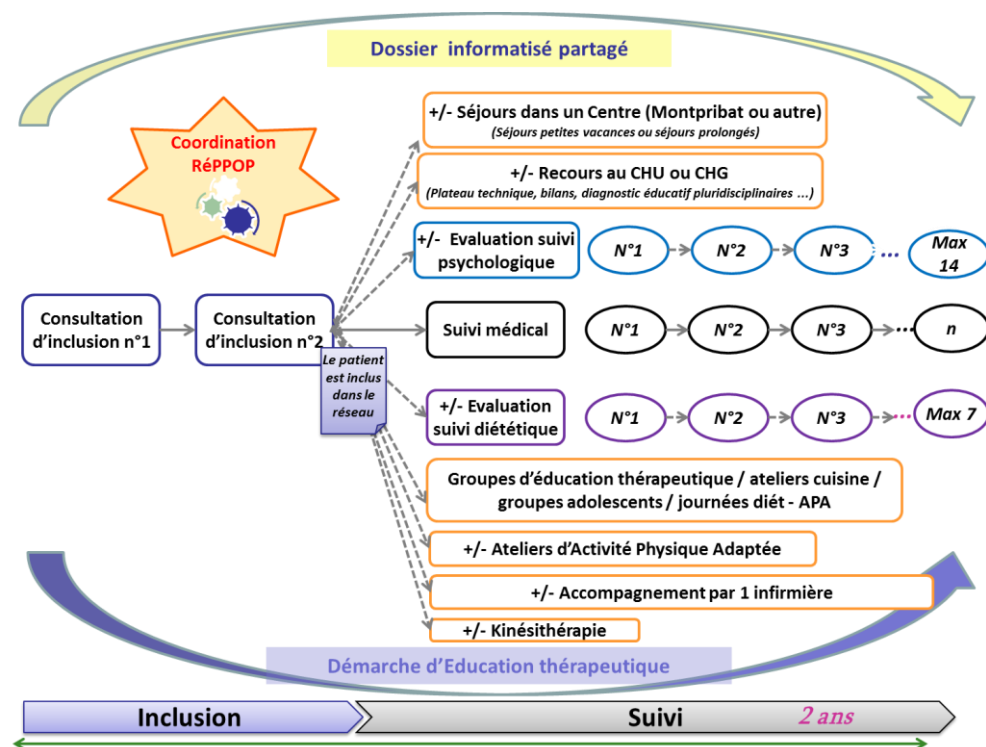 Dossier informatisé partagé
Coordination
RéPPOP
+/- Séjours dans un Centre (Montpribat ou autre)
(Séjours petites vacances ou séjours prolongés)
+/- Recours au CHU ou CHG
(Plateau technique, bilans, diagnostic éducatif pluridisciplinaires ...)
+/- Evaluation suivi
psychologique
N°1
N°2
N°3
...
Max
14
Consultation
d'inclusion n°1
Consultation
d'inclusion n°2
Le patient
est inclus
dans le
réseau
Suivi médical
N°1
N°2
N°3
...
n
+/- Evaluation
suivi diététique
N°1
N°2
N°3
...
Max 7
Groupes d'éducation thérapeutique / ateliers cuisine /
groupes adolescents / journées diét - APA
+/- Ateliers d'Activité Physique Adaptée
+/- Accompagnement par 1 infirmière
+/- Kinésithérapie
Démarche d'Education thérapeutique
Inclusion
Suivi
2 ans